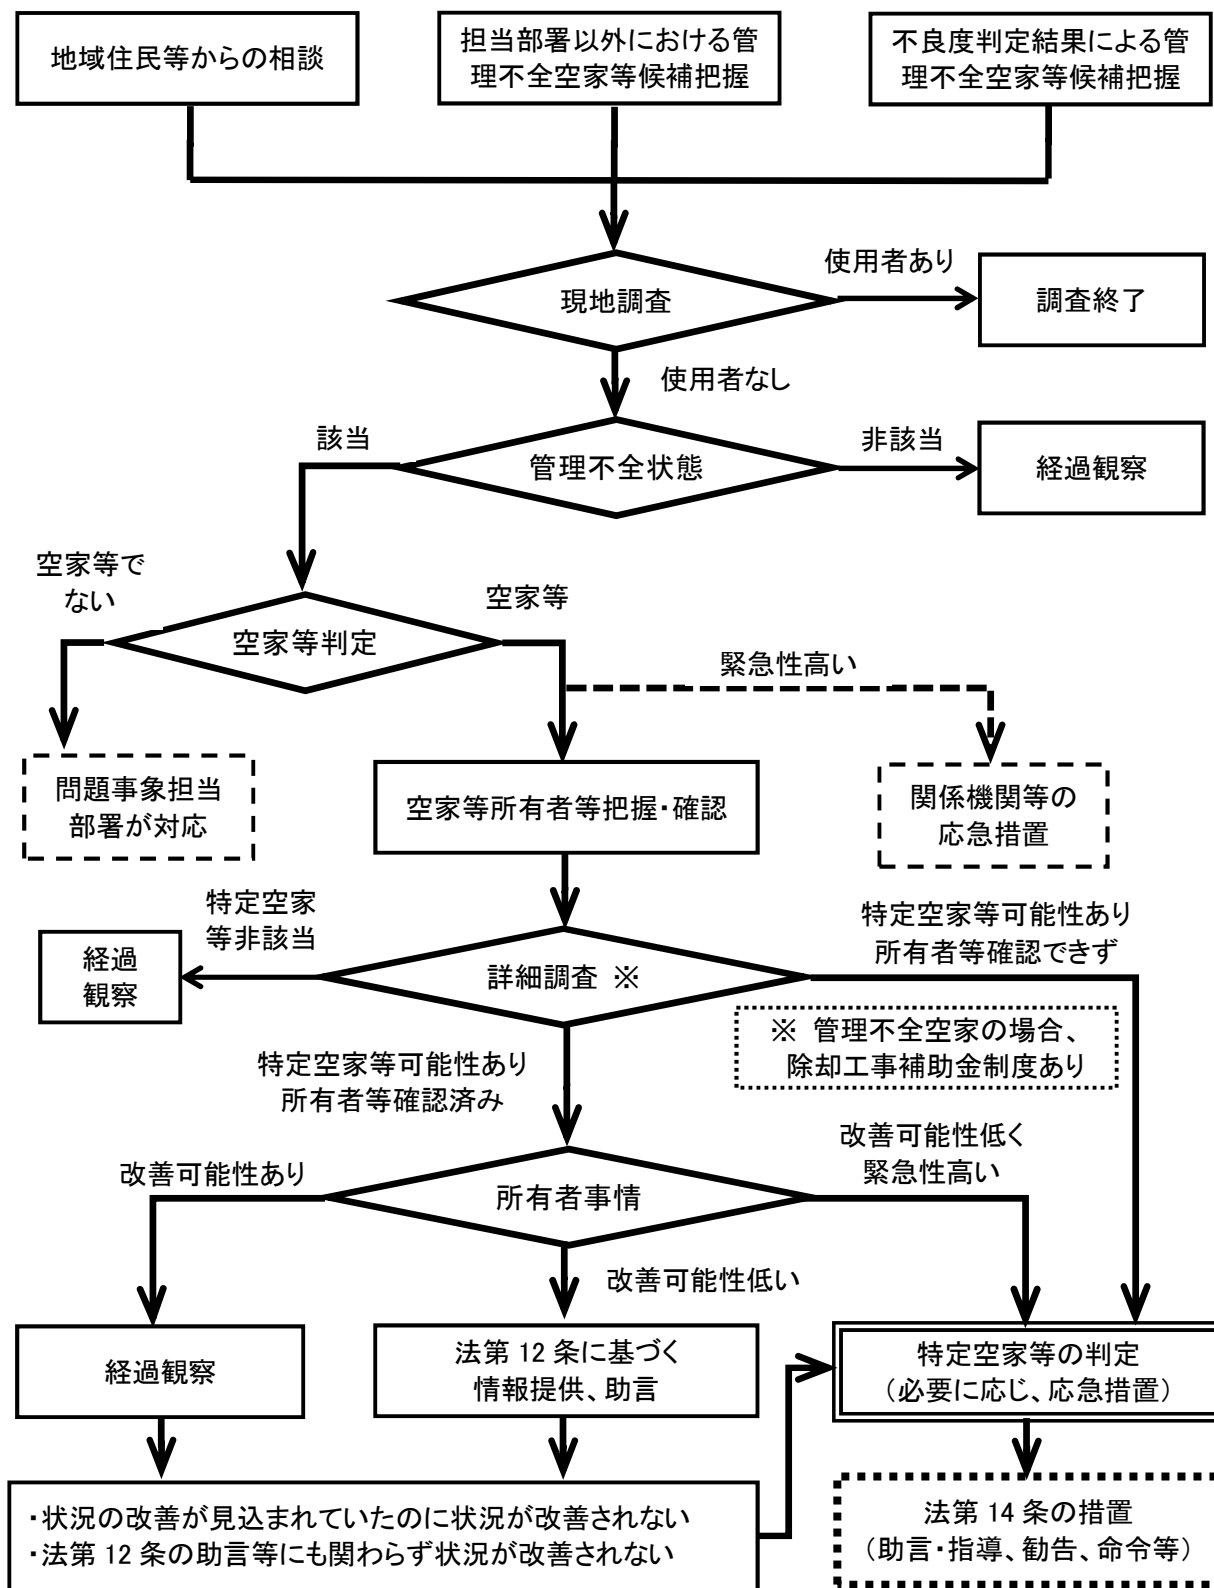 地域住民等からの相談
担当部署以外における管
理不全空家等候補把握
不良度判定結果による管
理不全空家等候補把握
現地調査
使用者あり
調査終了
使用者なし
管理不全状態
該当
非該当
経過観察
空家等で
ない
空家等判定
空家等
緊急性高い
問題事象担当
部署が対応
空家等所有者等把握・確認
関係機関等の
応急措置
特定空家
等非該当
経過
観察
詳細調査 ※
特定空家等可能性あり
所有者等確認できず
※ 管理不全空家の場合、
除却工事補助金制度あり
特定空家等可能性あり
所有者等確認済み
改善可能性あり
所有者事情
改善可能性低く
緊急性高い
改善可能性低い
経過観察
法第 12 条に基づく
情報提供、助言
特定空家等の判定
（必要に応じ、応急措置）
・状況の改善が見込まれていたのに状況が改善されない
・法第 12 条の助言等にも関わらず状況が改善されない
法第 14 条の措置
（助言・指導、勧告、命令等）